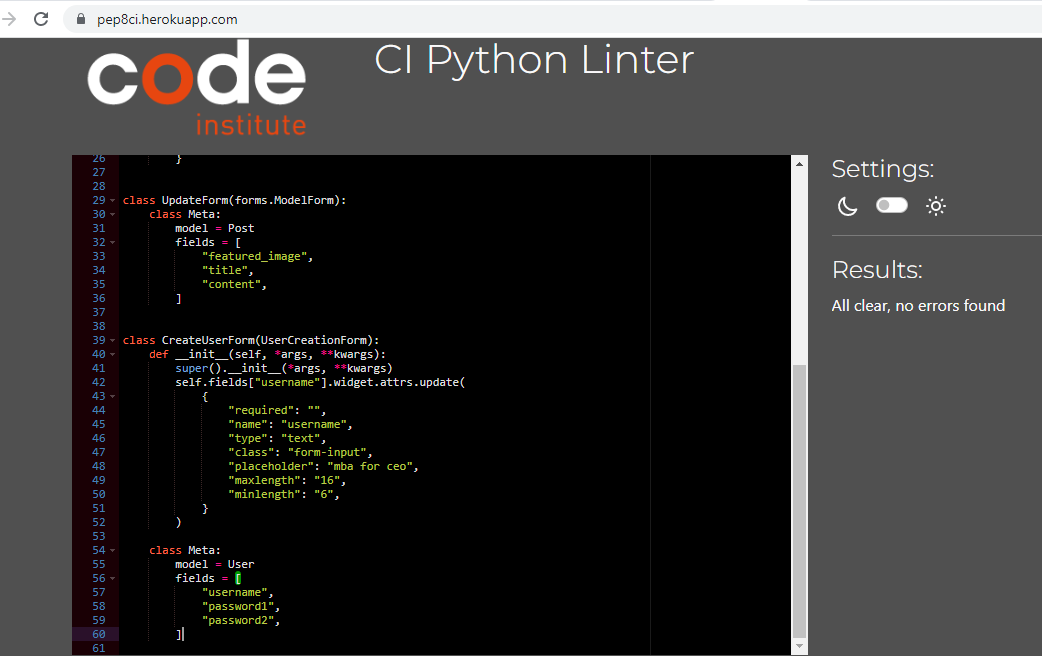 pep8ci.herokuapp.com
code
institute
CI Python Linter
26 }
27
28
29 class UpdateForm(forms.ModelForm):
30 class Meta:
31 model = Post
32 fields = [
33 "featured_image",
34 "title",
35 "content",
36 ]
37
38
39 class CreateUserForm(UserCreationForm):
40 def __init__(self, *args, **kwargs):
41 super().__init__(*args, **kwargs)
42 self.fields["username"].widget.attrs.update(
43 {
44 "required": "",
45 "name": "username",
46 "type": "text",
47 "class": "form-input",
48 "placeholder": "mba for ceo",
49 "maxlength": "16",
50 "minlength": "6",
51 }
52 )
53
54 class Meta:
55 model = User
56 fields = [
57 "username",
58 "password1",
59 "password2",
60 ]
61
Settings:
Results:
All clear, no errors found